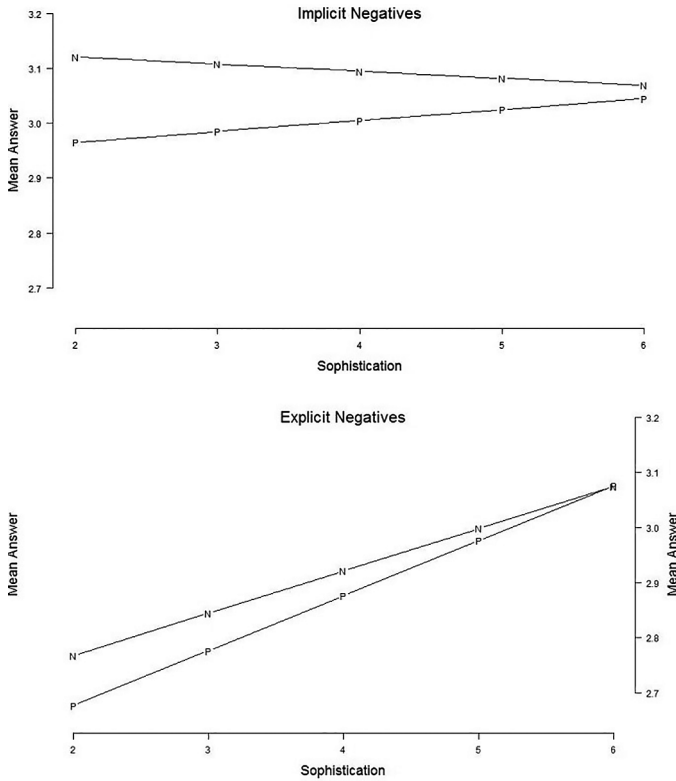 Implicit Negatives
3.2
3.1
3.0
2.9
2.8
2.7
Mean Answer
N N N N N
P P P P P
2 3 4 5 6
Sophistication
Explicit Negatives
3.2
3.1
3.0
2.9
2.8
2.7
Mean Answer
Mean Answer
N N N N N
P P P P P
2 3 4 5 6
Sophistication